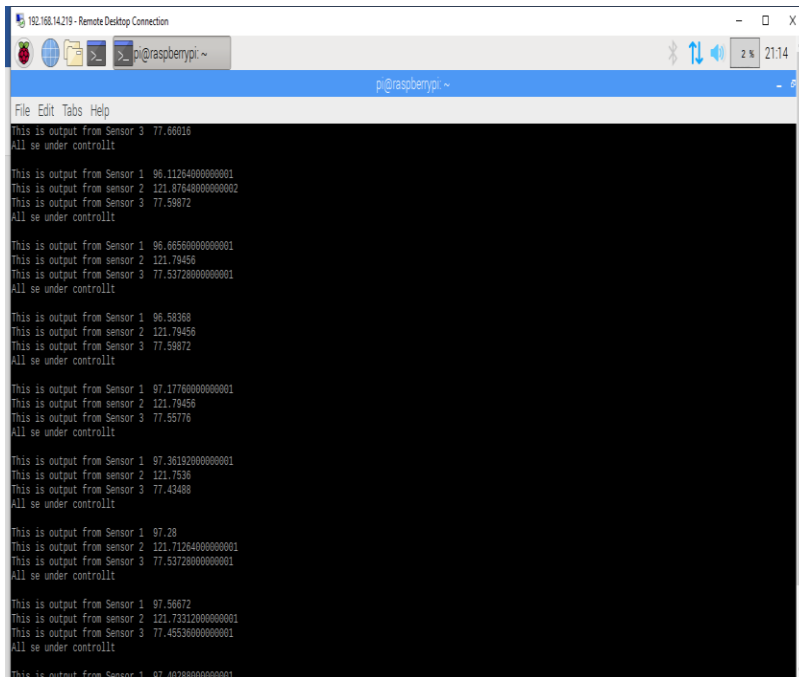 192.168.14.219 - Remote Desktop Connection
pi@raspberrypi: ~
2 %
21:14
pi@raspberrypi: ~
File Edit Tabs Help
This is output from Sensor 3 77.66016
All se under controllt
This is output from Sensor 1 96.11264000000001
This is output from sensor 2 121.87648000000002
This is output from Sensor 3 77.59872
All se under controllt
This is output from Sensor 1 96.66560000000001
This is output from sensor 2 121.79456
This is output from Sensor 3 77.53728000000001
All se under controllt
This is output from Sensor 1 96.58368
This is output from sensor 2 121.79456
This is output from Sensor 3 77.59872
All se under controllt
This is output from Sensor 1 97.17760000000001
This is output from sensor 2 121.79456
This is output from Sensor 3 77.55776
All se under controllt
This is output from Sensor 1 97.36192000000001
This is output from sensor 2 121.7536
This is output from Sensor 3 77.43488
All se under controllt
This is output from Sensor 1 97.28
This is output from sensor 2 121.71264000000001
This is output from Sensor 3 77.53728000000001
All se under controllt
This is output from Sensor 1 97.56672
This is output from sensor 2 121.73312000000001
This is output from Sensor 3 77.45536000000001
All se under controllt
This is output from Sensor 1 97.40288000000001